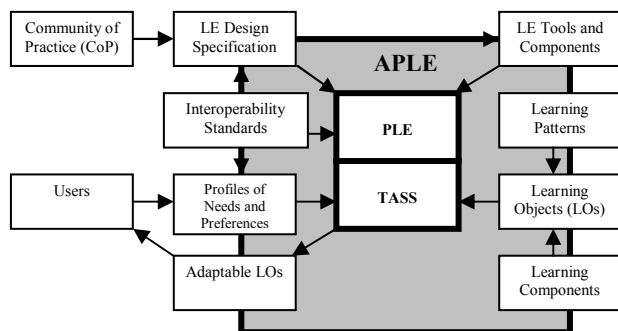 Community of
Practice (CoP)
LE Design
Specification
LE Tools and
Components
APLE
Interoperability
Standards
PLE
Learning
Patterns
Users
Profiles of
Needs and
Preferences
TASS
Learning
Objects (LOs)
Adaptable LOs
Learning
Components